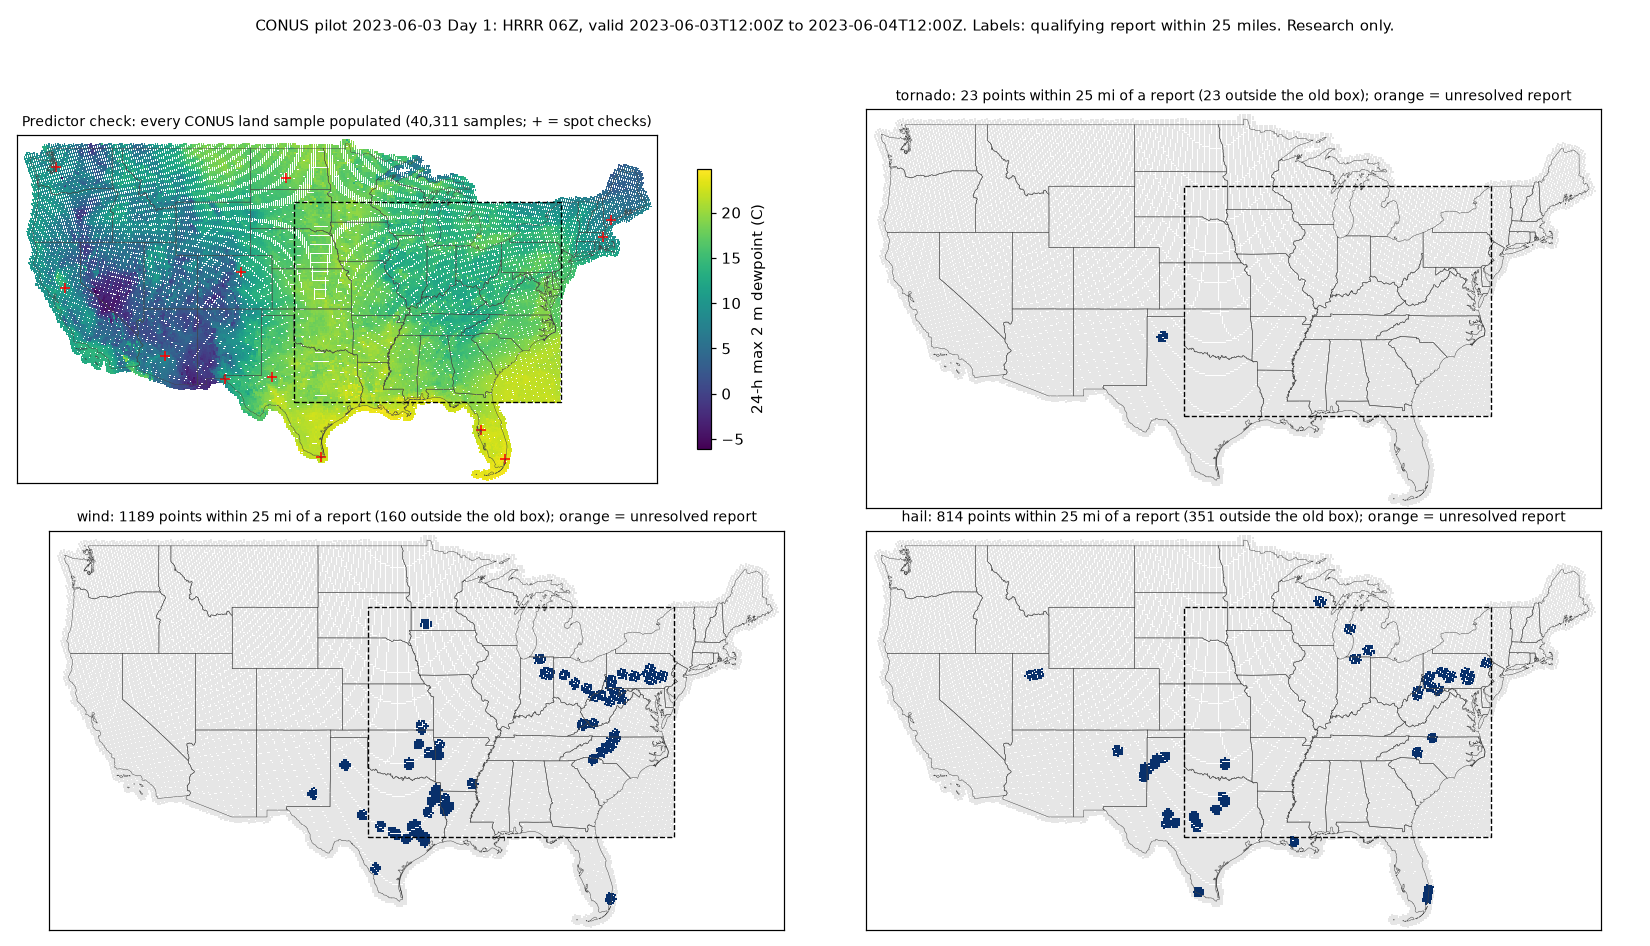 CONUS pilot 2023-06-03 Day 1: HRRR 06Z, valid 2023-06-03T12:00Z to 2023-06-04T12:00Z. Labels: qualifying report within 25 miles. Research only.
Predictor check: every CONUS land sample populated (40,311 samples; + = spot checks)
20
15
10
5
0
−5
24-h max 2 m dewpoint (C)
tornado: 23 points within 25 mi of a report (23 outside the old box); orange = unresolved report
wind: 1189 points within 25 mi of a report (160 outside the old box); orange = unresolved report
hail: 814 points within 25 mi of a report (351 outside the old box); orange = unresolved report